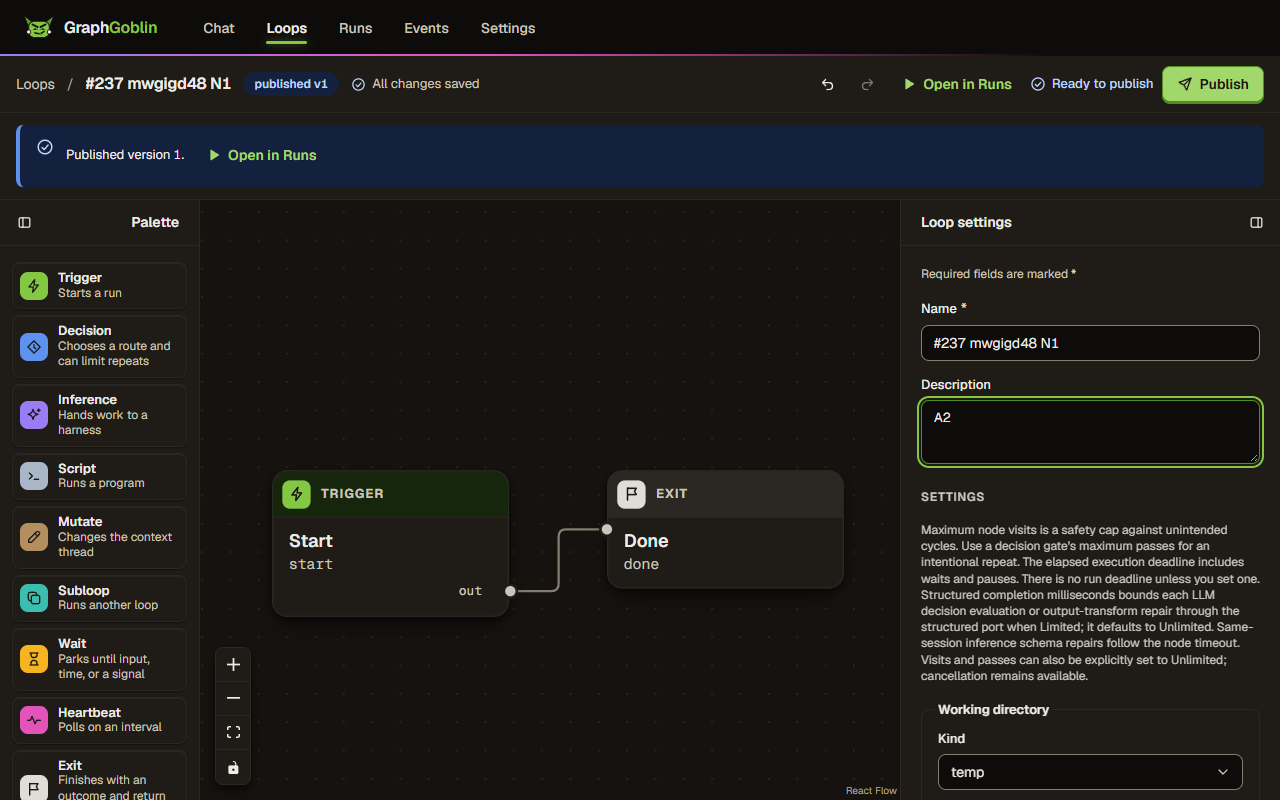 GraphGoblin
Chat
Loops
Runs
Events
Settings
Loops / #237 mwgigd48 N1
published v1
All changes saved
Open in Runs
Ready to publish
Publish
Published version 1.
Open in Runs
Palette
Trigger
Starts a run
Decision
Chooses a route and
can limit repeats
Inference
Hands work to a
harness
Script
Runs a program
Mutate
Changes the context
thread
Subloop
Runs another loop
Wait
Parks until input,
time, or a signal
Heartbeat
Polls on an interval
Exit
Finishes with an
outcome and return
TRIGGER
Start
start
out
EXIT
Done
done
React Flow
Loop settings
Required fields are marked *
Name *
#237 mwgigd48 N1
Description
A2
SETTINGS
Maximum node visits is a safety cap against unintended
cycles. Use a decision gate's maximum passes for an
intentional repeat. The elapsed execution deadline includes
waits and pauses. There is no run deadline unless you set one.
Structured completion milliseconds bounds each LLM
decision evaluation or output-transform repair through the
structured port when Limited; it defaults to Unlimited. Same-
session inference schema repairs follow the node timeout.
Visits and passes can also be explicitly set to Unlimited;
cancellation remains available.
Working directory
Kind
temp